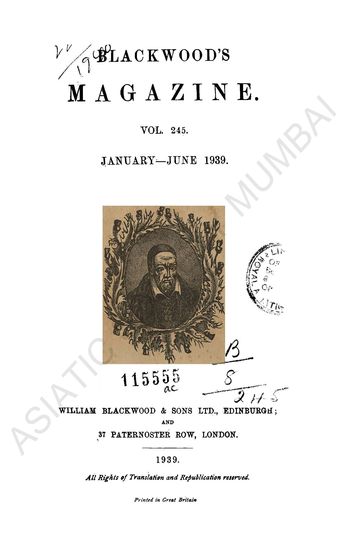 BLACKWOOD'S
MAGAZINE.
VOL. 245.
JANUARY—JUNE 1939.
115555
ac
B
S
245
WILLIAM BLACKWOOD & SONS LTD., EDINBURGH;
AND
37 PATERNOSTER ROW, LONDON.
1939.
All Rights of Translation and Republication reserved.
Printed in Great Britain
ASIATIC
MUMBAI